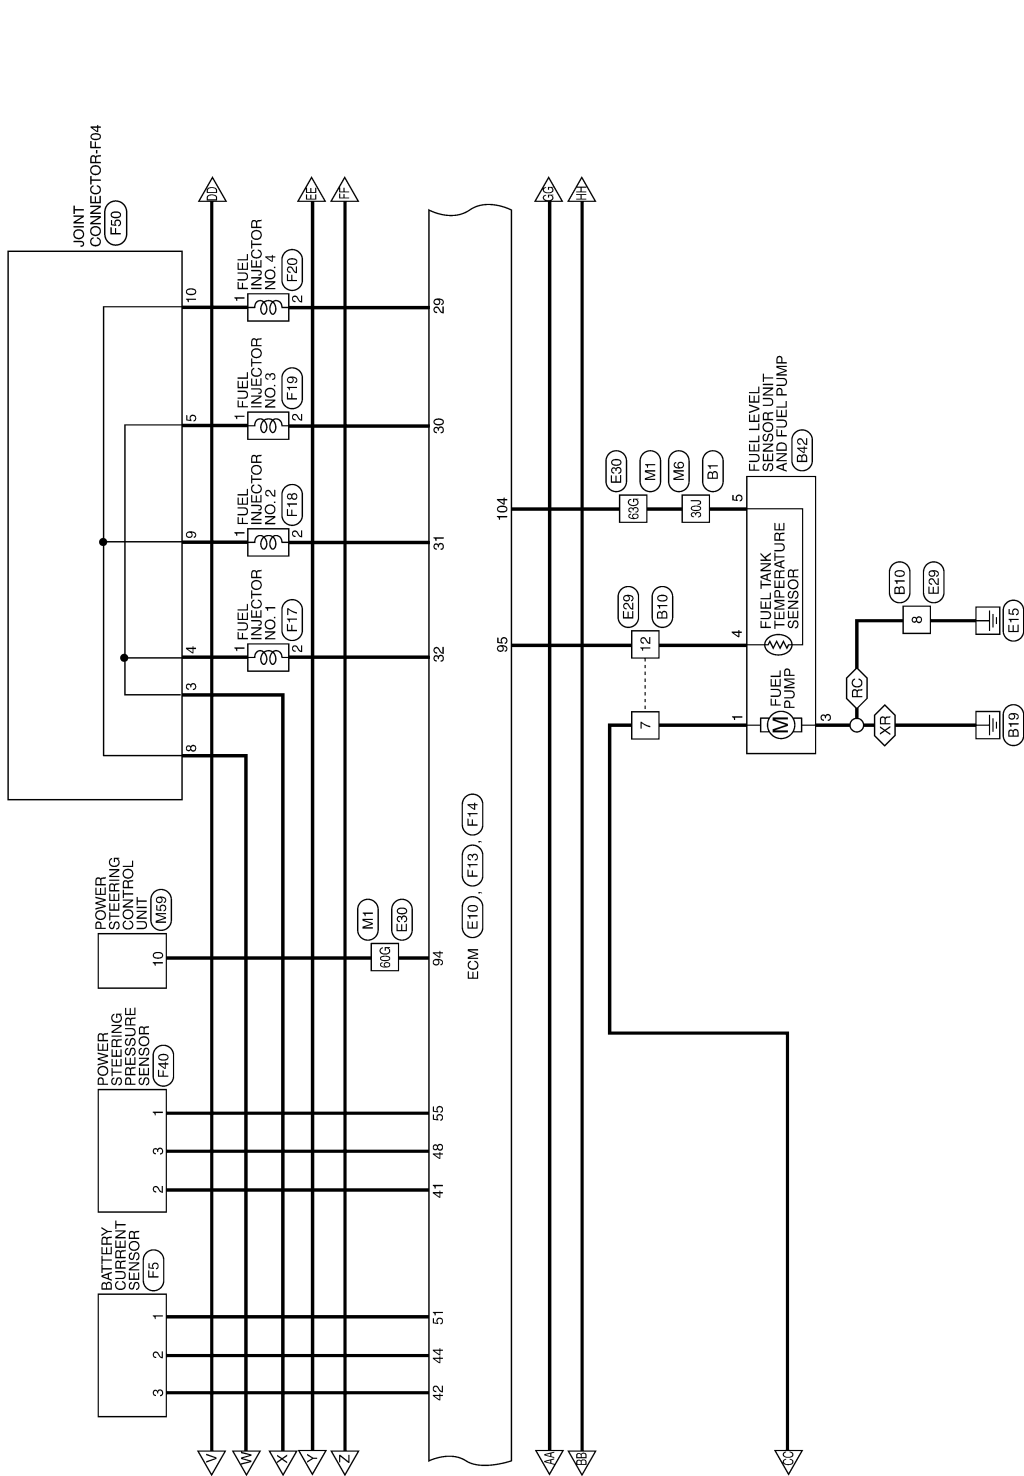 JOINT
CONNECTOR-F04
F50
8
3
4
9
5
10
BATTERY
CURRENT
SENSOR
F5
3
2
1
POWER
STEERING
PRESSURE
SENSOR
F40
2
3
1
POWER
STEERING
CONTROL
UNIT
M59
10
V
DD
W
X
Y
EE
Z
FF
1
FUEL
INJECTOR
NO. 1
F17
2
1
FUEL
INJECTOR
NO. 2
F18
2
1
FUEL
INJECTOR
NO. 3
F19
2
1
FUEL
INJECTOR
NO. 4
F20
2
M1
60G
E30
42
44
51
41
48
55
94
32
31
30
29
ECM E10 , F13 , F14
95
104
AA
GG
BB
HH
E30
63G
M1
M6
30J
B1
E29
7
12
B10
FUEL LEVEL
SENSOR UNIT
AND FUEL PUMP
B42
1
4
5
M
FUEL
PUMP
FUEL TANK
TEMPERATURE
SENSOR
CC
3
RC
XR
B10
8
E29
B19
E15